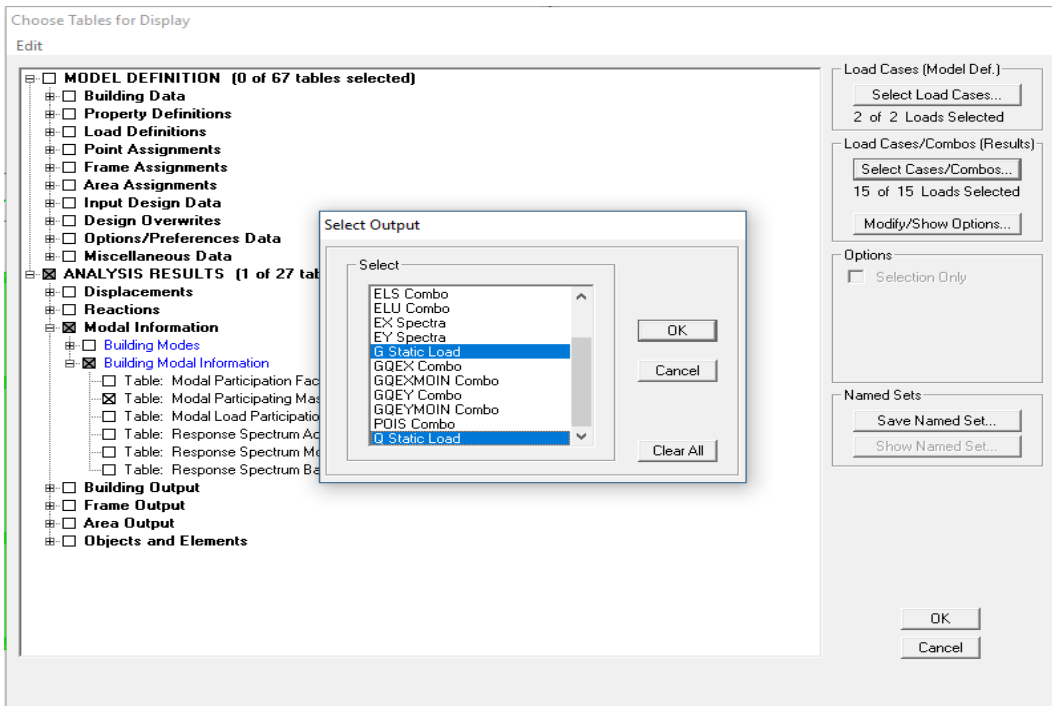 Choose Tables for Display
Edit
MODEL DEFINITION (0 of 67 tables selected)
Building Data
Property Definitions
Load Definitions
Point Assignments
Frame Assignments
Area Assignments
Input Design Data
Design Overwrites
Options/Preferences Data
Miscellaneous Data
ANALYSIS RESULTS (1 of 27 tab
Displacements
Reactions
Modal Information
Building Modes
Building Modal Information
Table: Modal Participation Fac
Table: Modal Participating Mas
Table: Modal Load Participatio
Table: Response Spectrum Ac
Table: Response Spectrum Mo
Table: Response Spectrum Ba
Building Output
Frame Output
Area Output
Objects and Elements
Select Output
Select
ELS Combo
ELU Combo
EX Spectra
EY Spectra
G Static Load
GQEX Combo
GQEXMOIN Combo
GQEY Combo
GQEYMOIN Combo
POIS Combo
Q Static Load
OK
Cancel
Clear All
Load Cases (Model Def.)
Select Load Cases...
2 of 2 Loads Selected
Load Cases/Combos (Results)
Select Cases/Combos...
15 of 15 Loads Selected
Modify/Show Options...
Options
Selection Only
Named Sets
Save Named Set...
Show Named Set...
OK
Cancel